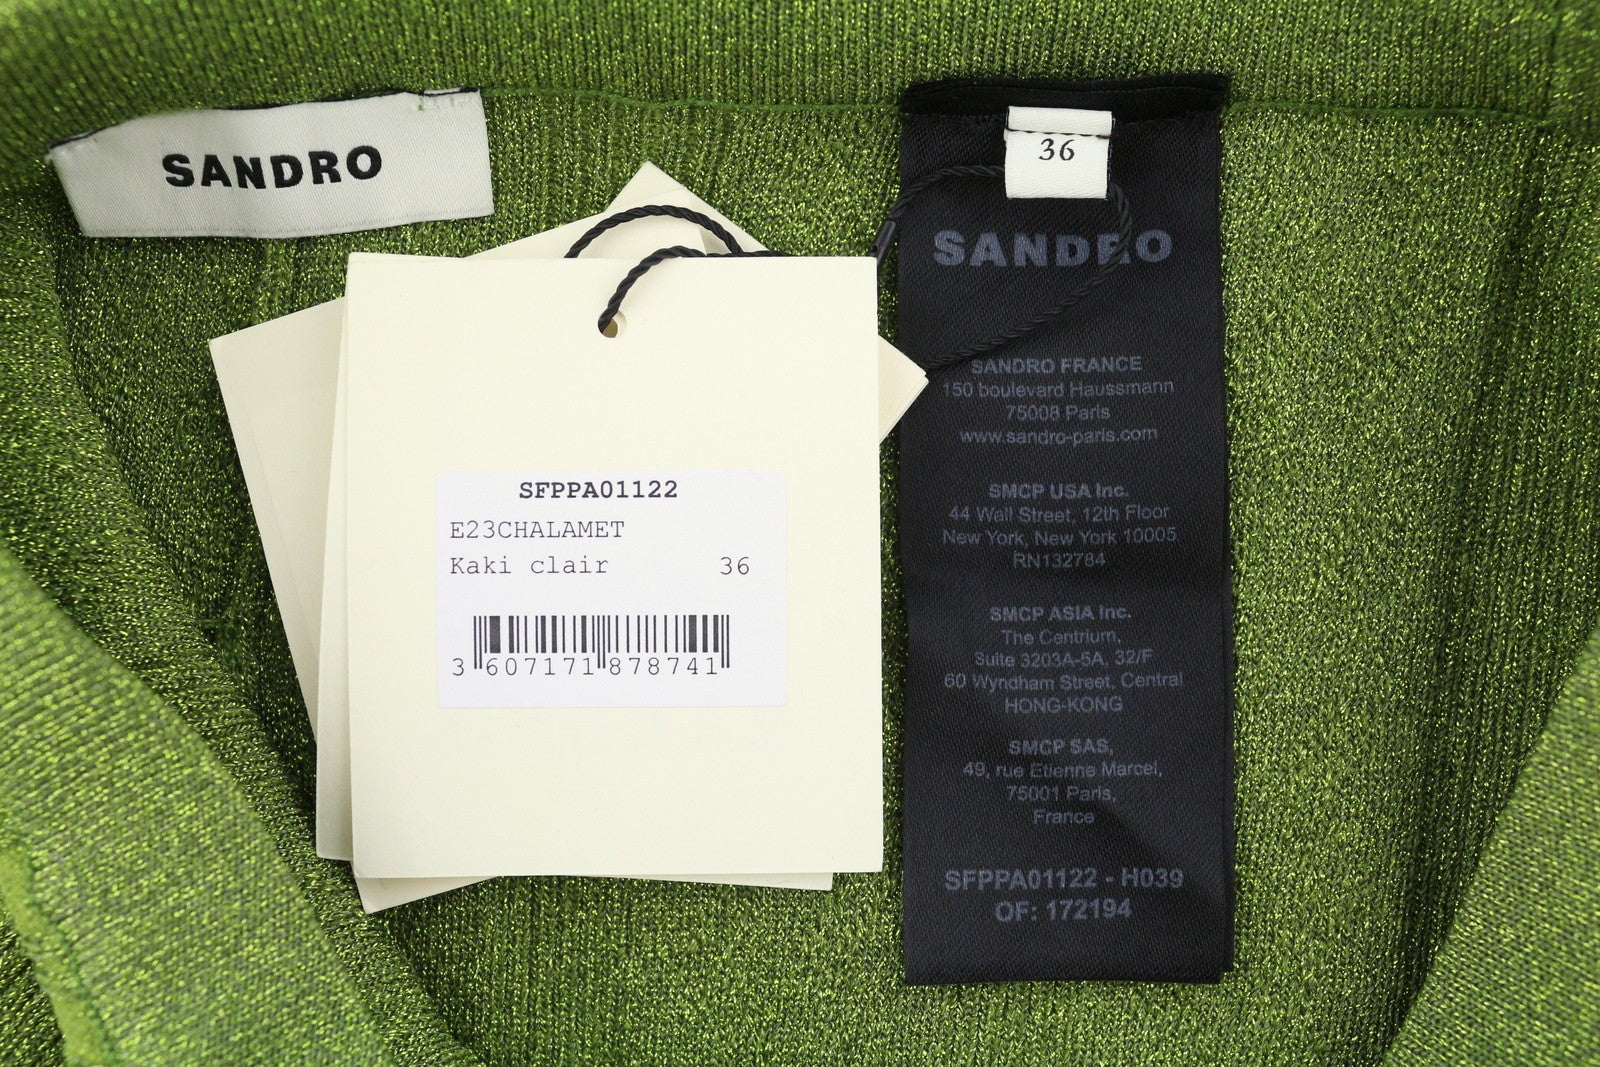 SANDRO
SFPPA01122
E23CHALAMET
Kaki clair 36
3 607171 878741
36
SANDRO
SANDRO FRANCE
150 boulevard Haussmann
75008 Paris
www.sandro-paris.com
SMCP USA Inc.
44 Wall Street, 12th Floor
New York, New York 10005
RN132784
SMCP ASIA Inc.
The Centrium,
Suite 3203A-5A, 32/F
60 Wyndham Street, Central
HONG-KONG
SMCP SAS,
49, rue Etienne Marcel,
75001 Paris,
France
SFPPA01122 - H039
OF: 172194